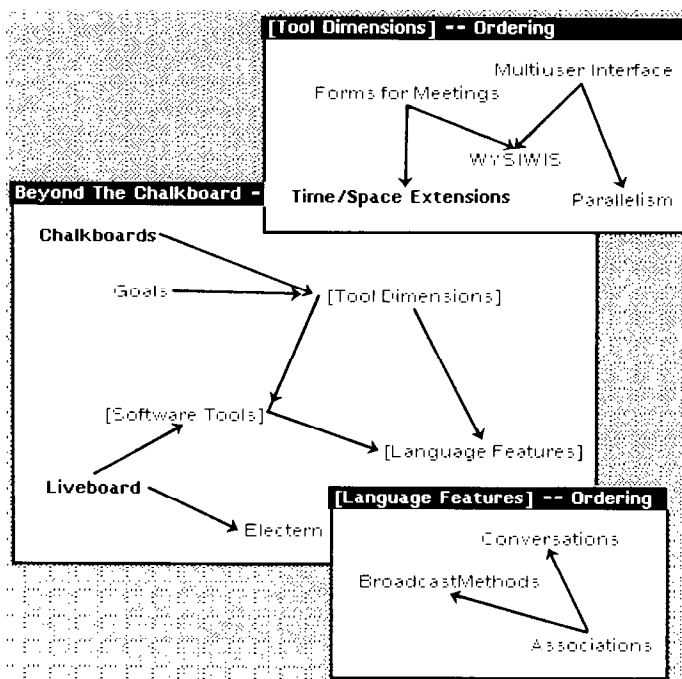 [Tool Dimensions] -- Ordering
Multiuser Interface
Forms for Meetings
WYSIWIS
Time/Space Extensions
Parallelism
Beyond The Chalkboard -
Chalkboards
Goals
[Tool Dimensions]
[Software Tools]
[Language Features]
Liveboard
Electern
[Language Features] -- Ordering
Conversations
BroadcastMethods
Associations